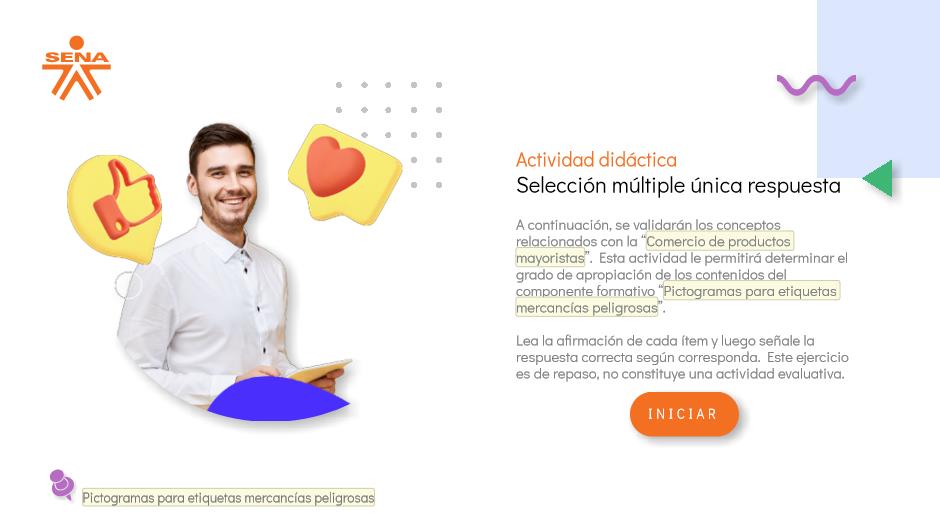 SENA
Actividad didáctica
Selección múltiple única respuesta
A continuación, se validarán los conceptos
relacionados con la “Comercio de productos
mayoristas”.  Esta actividad le permitirá determinar el
grado de apropiación de los contenidos del
componente formativo “Pictogramas para etiquetas
mercancías peligrosas”.
Lea la afirmación de cada ítem y luego señale la
respuesta correcta según corresponda.  Este ejercicio
es de repaso, no constituye una actividad evaluativa.
INICIAR
Pictogramas para etiquetas mercancías peligrosas